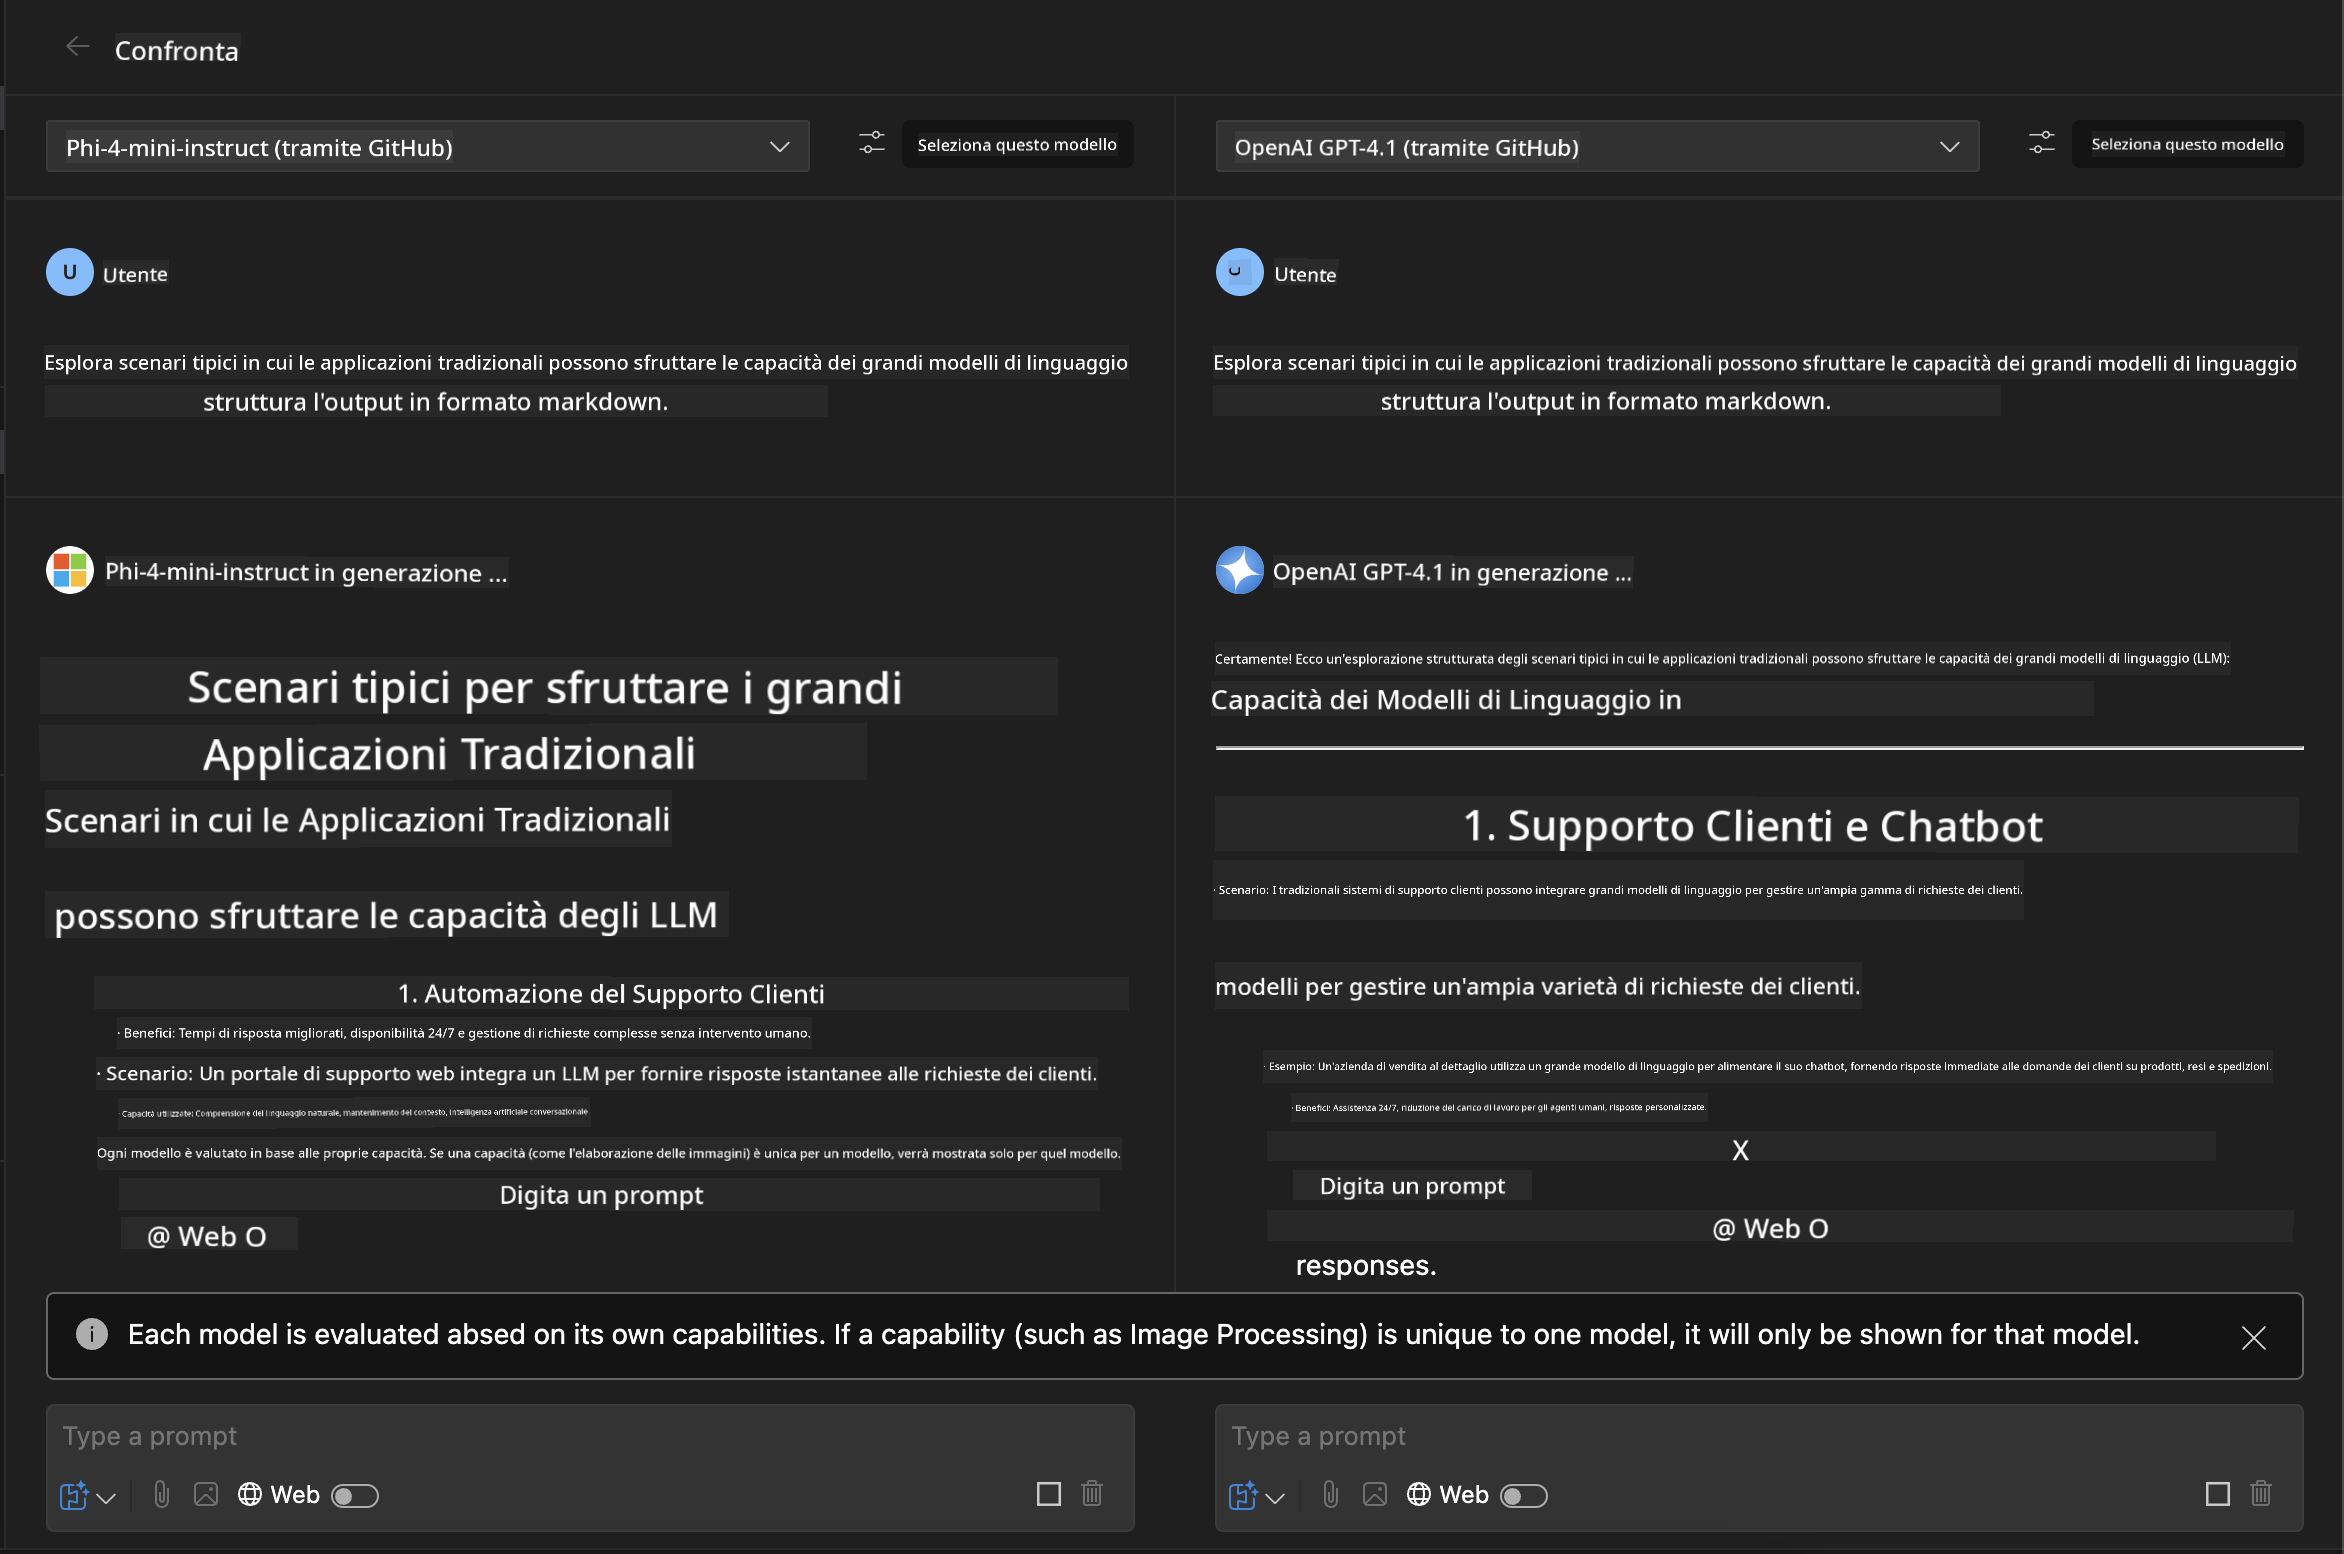 Confronta
Phi-4-mini-instruct (tramite GitHub)
Seleziona questo modello
U
Utente
Esplora scenari tipici in cui le applicazioni tradizionali possono sfruttare le capacità dei grandi modelli di linguaggio
struttura l'output in formato markdown.
Phi-4-mini-instruct in generazione ...
Scenari tipici per sfruttare i grandi
Applicazioni Tradizionali
Scenari in cui le Applicazioni Tradizionali
possono sfruttare le capacità degli LLM
1. Automazione del Supporto Clienti
· Benefici: Tempi di risposta migliorati, disponibilità 24/7 e gestione di richieste complesse senza intervento umano.
· Scenario: Un portale di supporto web integra un LLM per fornire risposte istantanee alle richieste dei clienti.
· Capacità utilizzate: Comprensione del linguaggio naturale, mantenimento del contesto, intelligenza artificiale conversazionale.
Ogni modello è valutato in base alle proprie capacità. Se una capacità (come l'elaborazione delle immagini) è unica per un modello, verrà mostrata solo per quel modello.
Digita un prompt
@ Web O
OpenAI GPT-4.1 (tramite GitHub)
Seleziona questo modello
U
Utente
Esplora scenari tipici in cui le applicazioni tradizionali possono sfruttare le capacità dei grandi modelli di linguaggio
struttura l'output in formato markdown.
OpenAI GPT-4.1 in generazione ...
Certamente! Ecco un'esplorazione strutturata degli scenari tipici in cui le applicazioni tradizionali possono sfruttare le capacità dei grandi modelli di linguaggio (LLM):
Capacità dei Modelli di Linguaggio in
1. Supporto Clienti e Chatbot
· Scenario: I tradizionali sistemi di supporto clienti possono integrare grandi modelli di linguaggio per gestire un'ampia gamma di richieste dei clienti.
modelli per gestire un'ampia varietà di richieste dei clienti.
· Esempio: Un'azienda di vendita al dettaglio utilizza un grande modello di linguaggio per alimentare il suo chatbot, fornendo risposte immediate alle domande dei clienti su prodotti, resi e spedizioni.
· Benefici: Assistenza 24/7, riduzione del carico di lavoro per gli agenti umani, risposte personalizzate.
X
Digita un prompt
@ Web O
responses.
Each model is evaluated absed on its own capabilities. If a capability (such as Image Processing) is unique to one model, it will only be shown for that model.
Type a prompt
Web
Type a prompt
Web